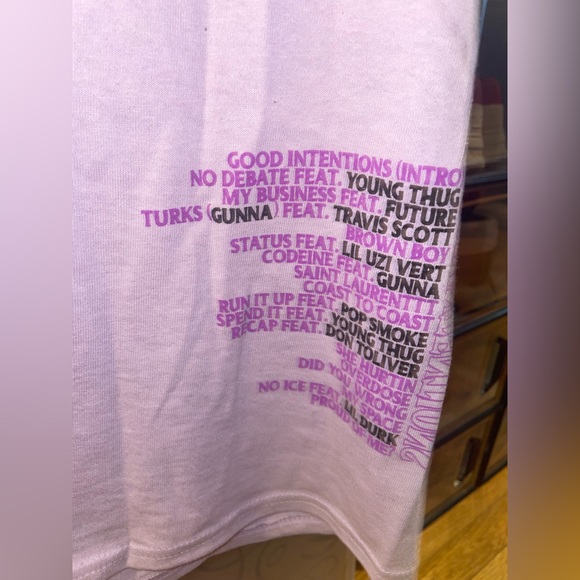 GOOD INTENTIONS (INTRO
NO DEBATE FEAT. YOUNG THUG
MY BUSINESS FEAT. FUTURE
TURKS (GUNNA) FEAT. TRAVIS SCOTT
BROWN BOY
STATUS FEAT. LIL UZI VERT
CODEINE FEAT. GUNNA
SAINT LAURENTTT
COAST TO COAST
RUN IT UP FEAT. POP SMOKE
SPEND IT FEAT. YOUNG THUG
RECAP FEAT. DON TOLIVER
SHE HURTIN
OVERDOSE
DID YOU WRONG
SPACE
NO ICE FEAT. LIL DURK
PROUD OF ME?